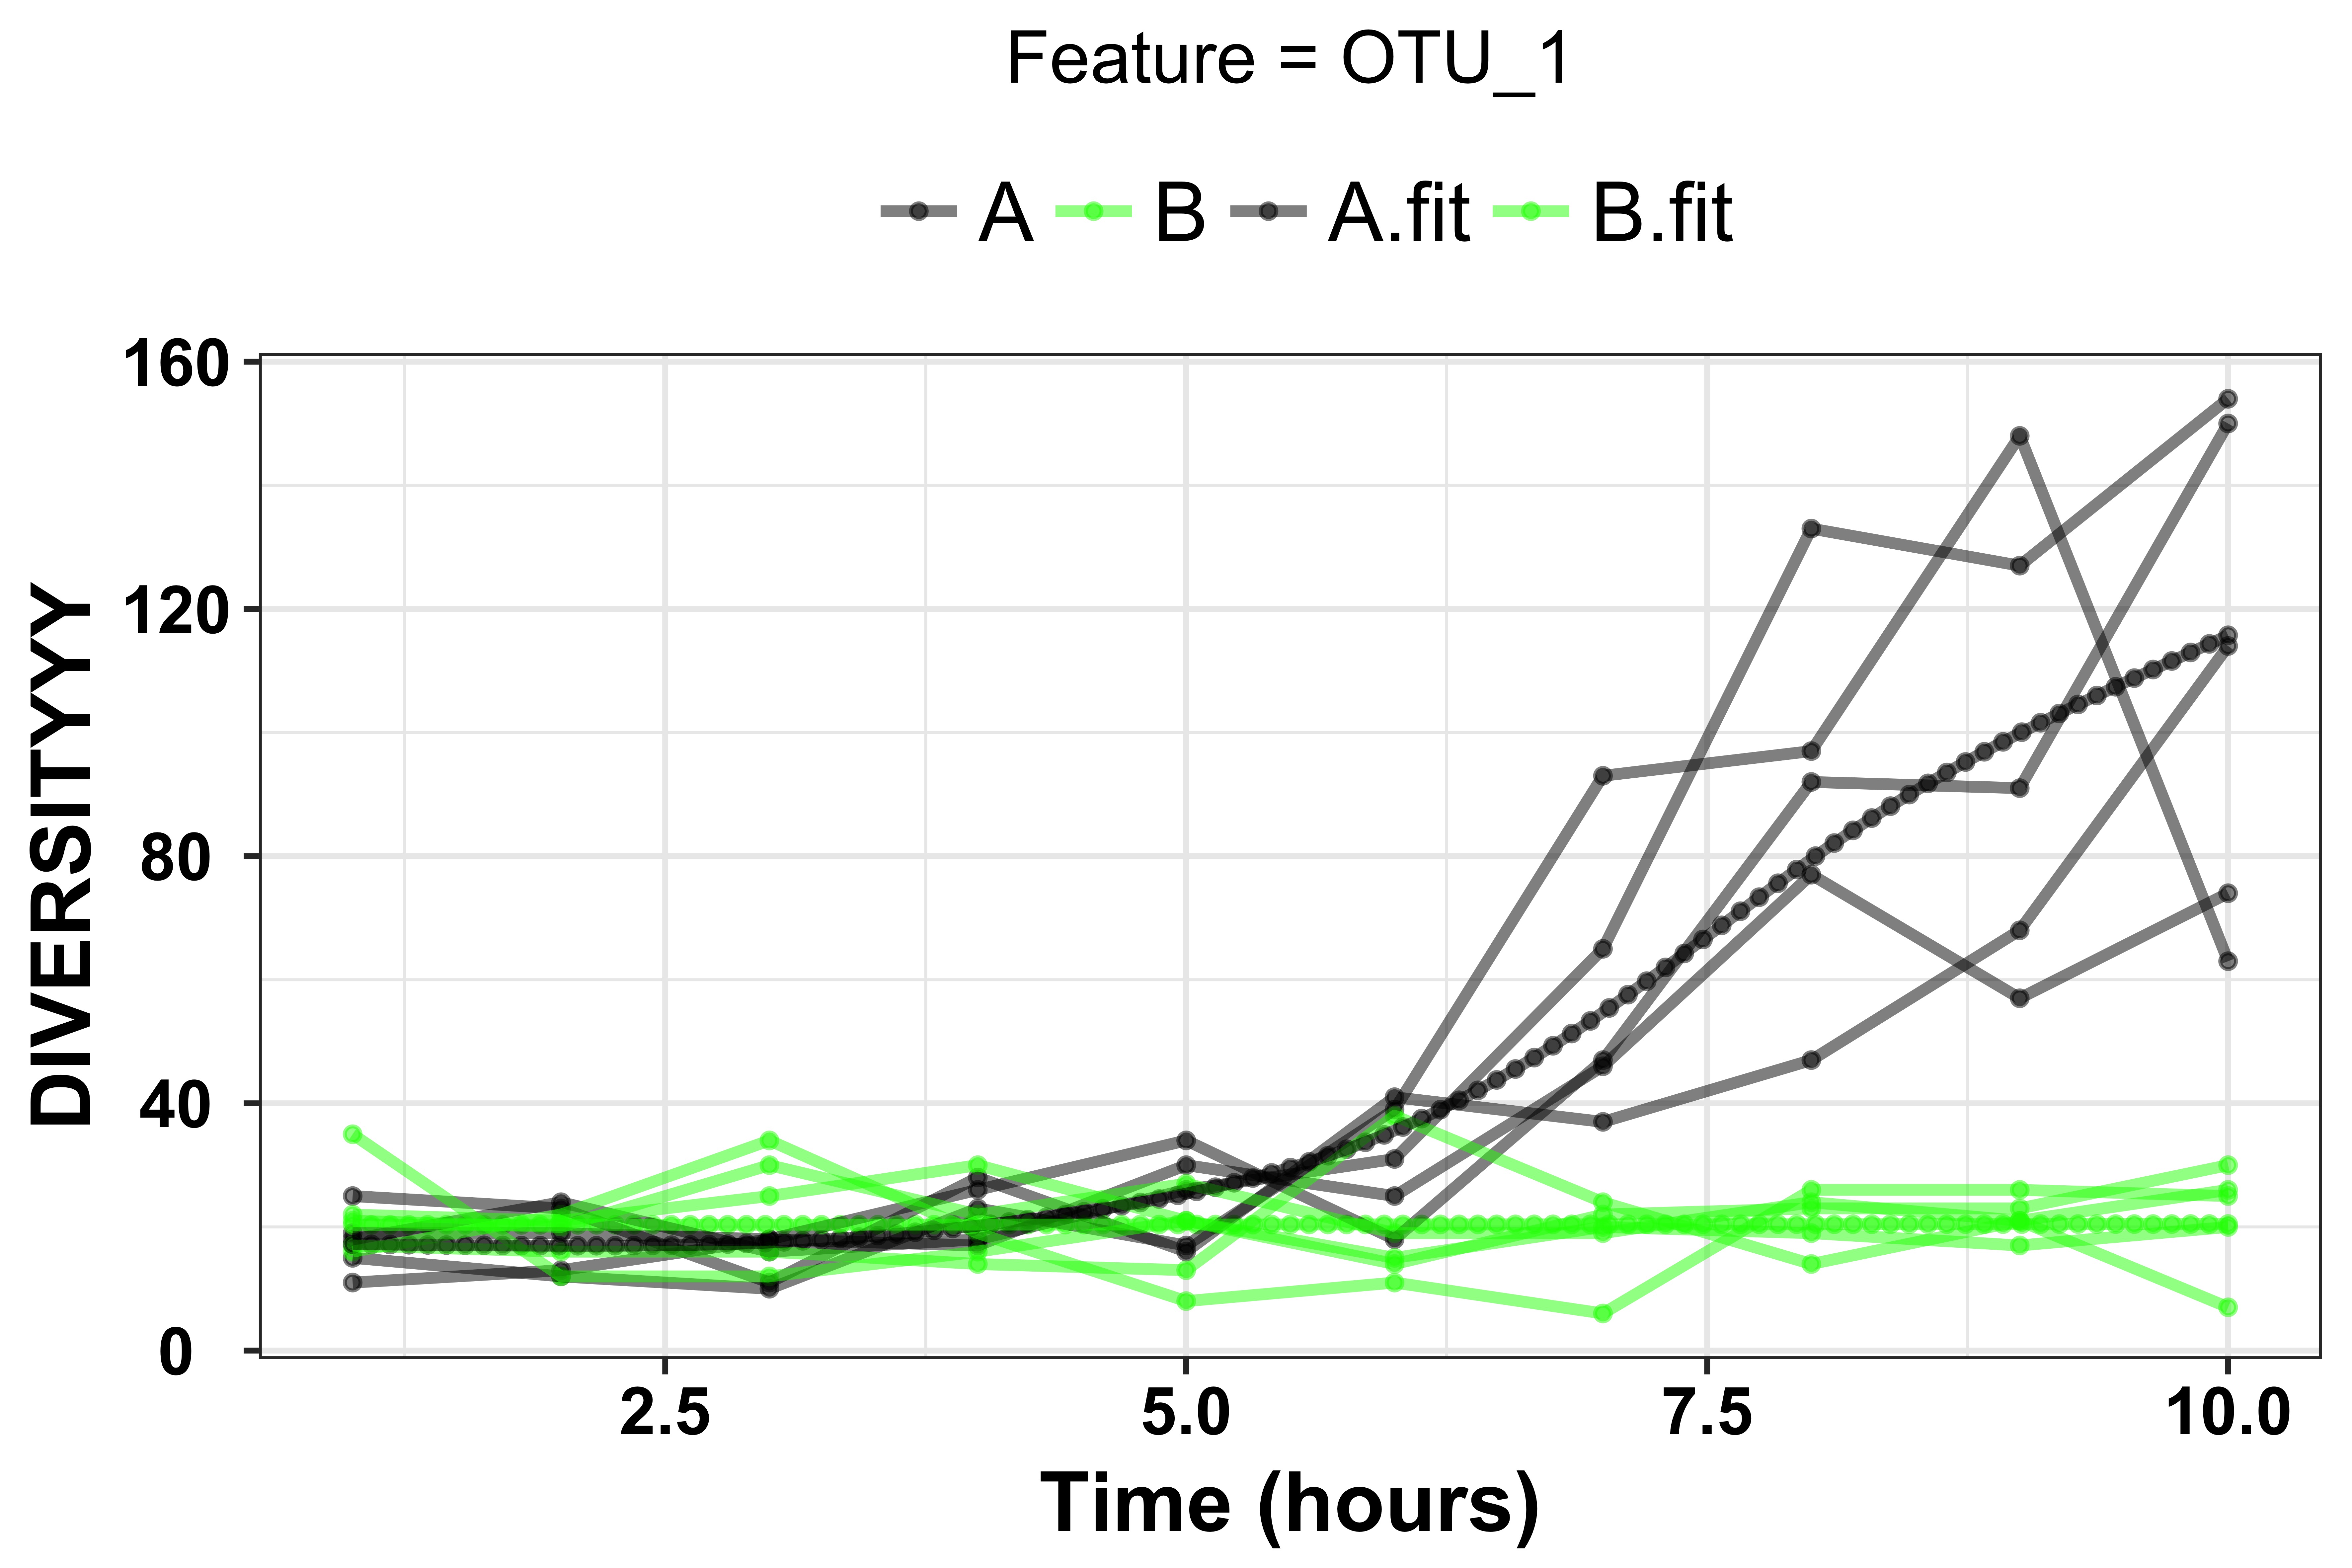 Feature = OTU_1
A B A.fit B.fit
DIVERSITYYY
160
120
80
40
0
2.5 5.0 7.5 10.0
Time (hours)